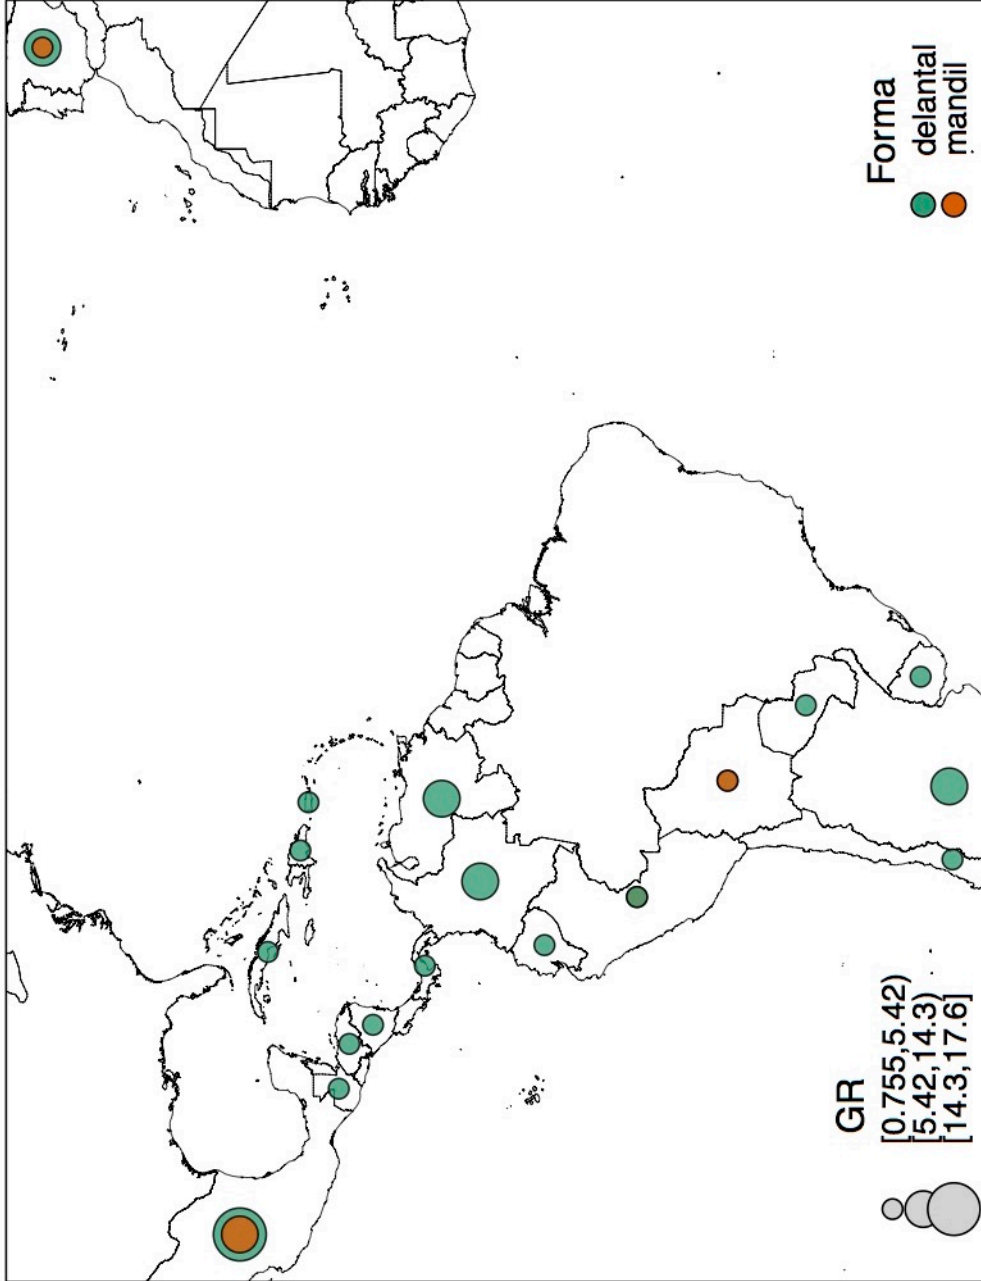 GR
[0.755,5.42)
[5.42,14.3)
[14.3,17.6]
Forma
delantal
mandil